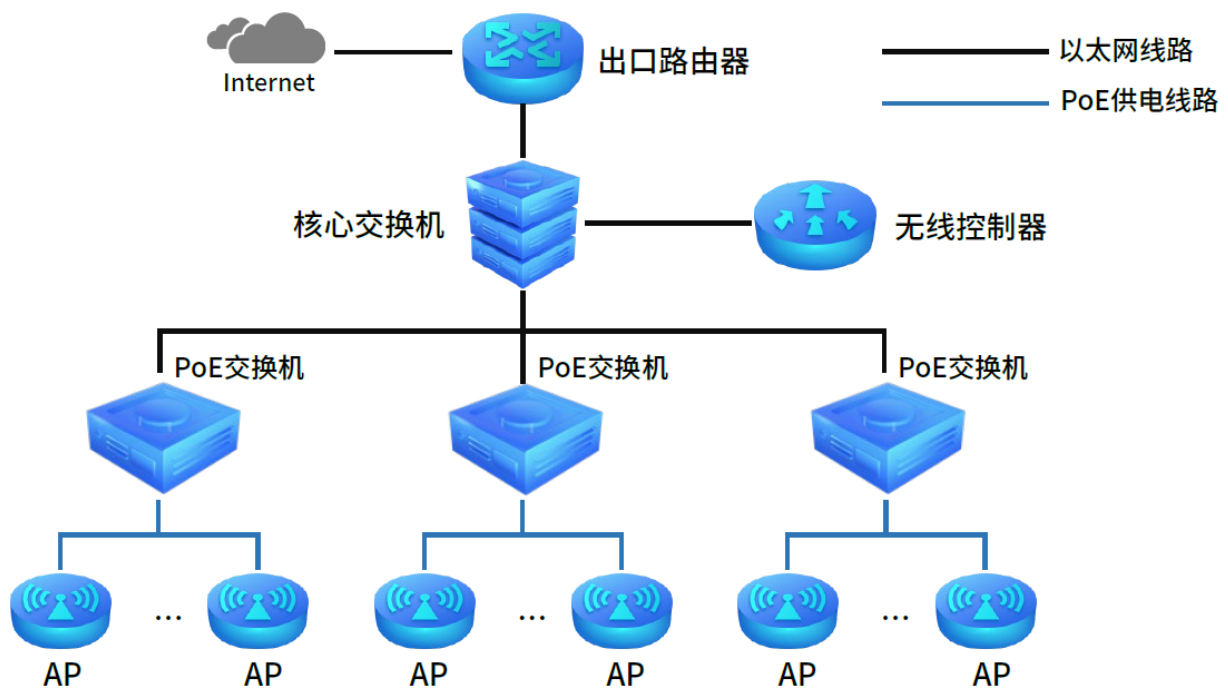 Internet
出口路由器
以太网线路
PoE供电线路
核心交换机
无线控制器
PoE交换机
PoE交换机
PoE交换机
...
...
...
AP
AP
AP
AP
AP
AP